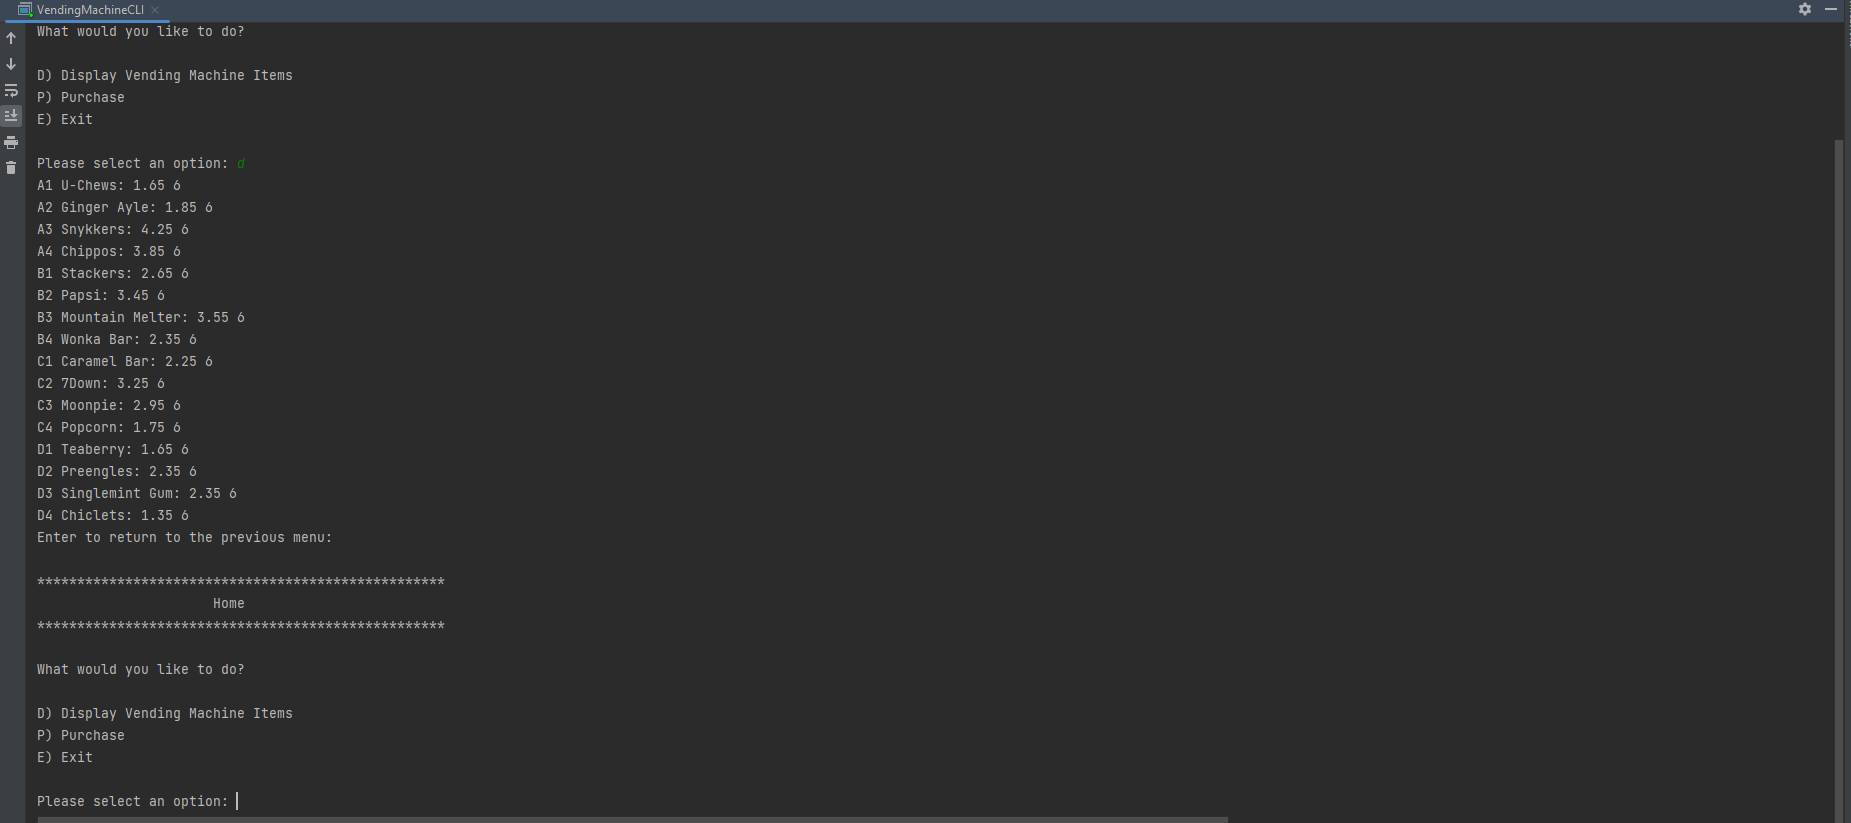 VendingMachineCLI
What would you like to do?
D) Display Vending Machine Items
P) Purchase
E) Exit
Please select an option: d
A1 U-Chews: 1.65 6
A2 Ginger Ayle: 1.85 6
A3 Snykkers: 4.25 6
A4 Chippos: 3.85 6
B1 Stackers: 2.65 6
B2 Papsi: 3.45 6
B3 Mountain Melter: 3.55 6
B4 Wonka Bar: 2.35 6
C1 Caramel Bar: 2.25 6
C2 7Down: 3.25 6
C3 Moonpie: 2.95 6
C4 Popcorn: 1.75 6
D1 Teaberry: 1.65 6
D2 Preengles: 2.35 6
D3 Singlemint Gum: 2.35 6
D4 Chiclets: 1.35 6
Enter to return to the previous menu:
***************************************************
Home
***************************************************
What would you like to do?
D) Display Vending Machine Items
P) Purchase
E) Exit
Please select an option: